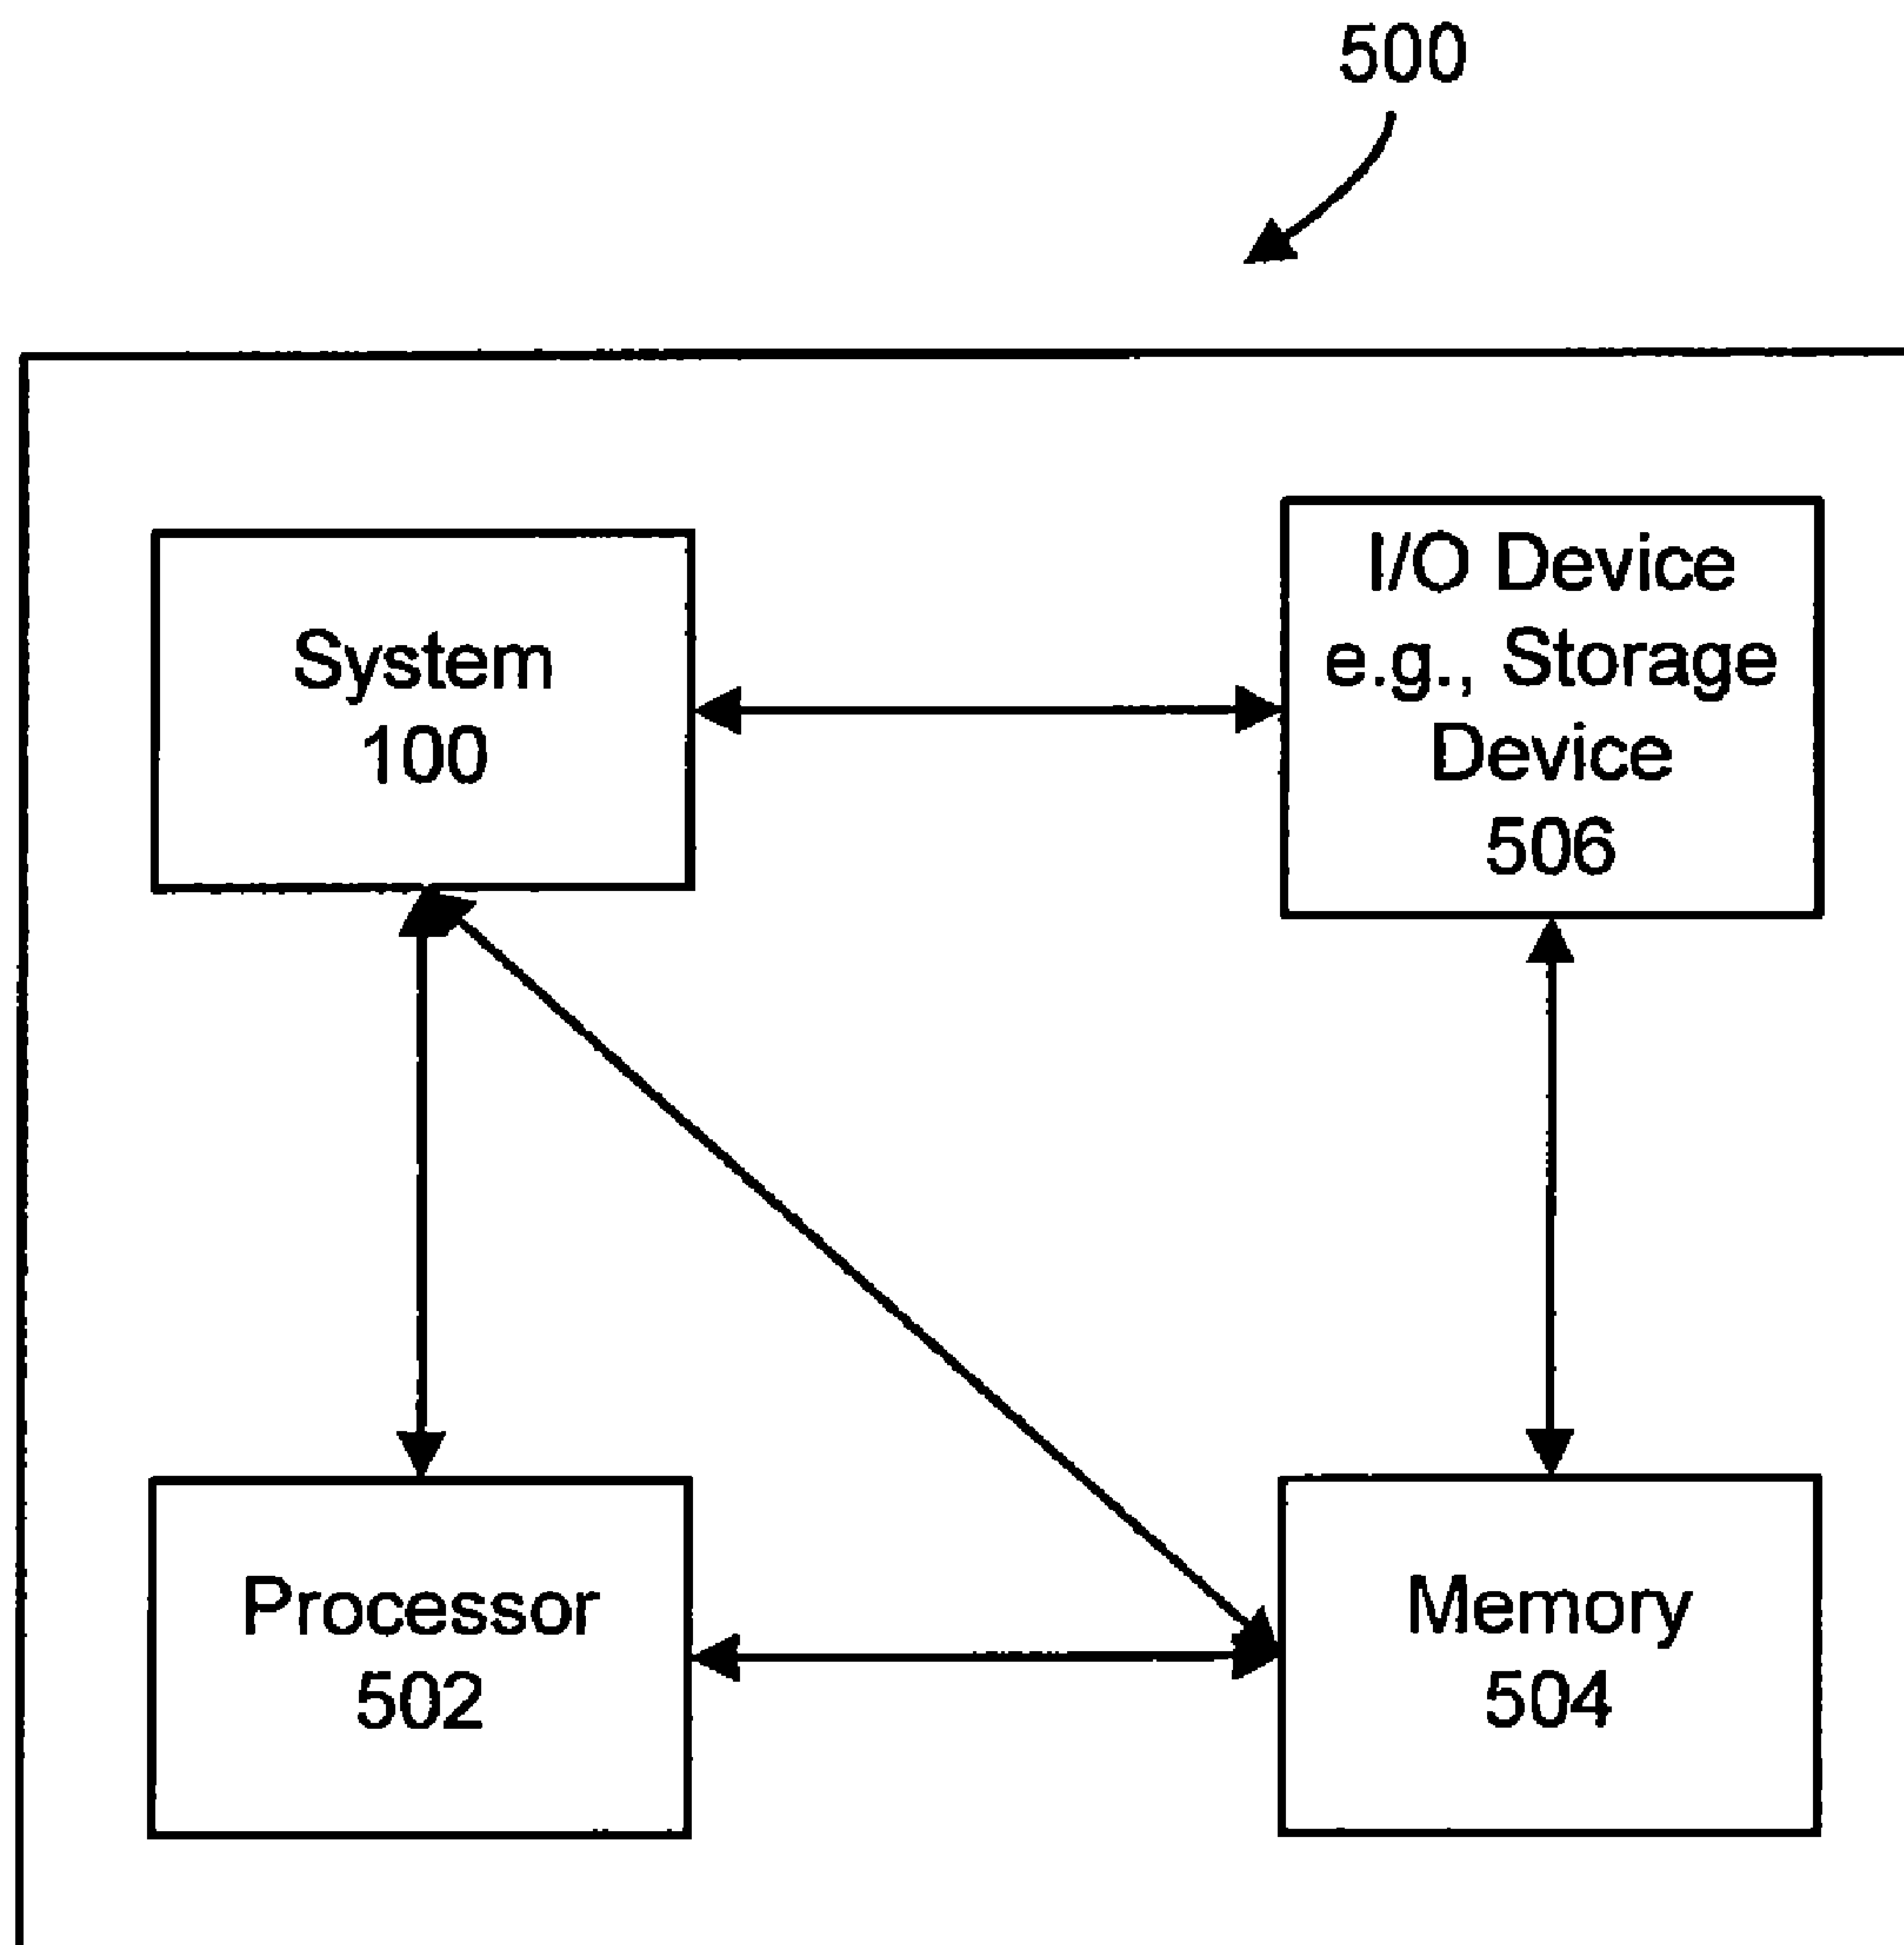 500
System
100
I/O Device
e.g., Storage
Device
506
Processor
502
Memory
504